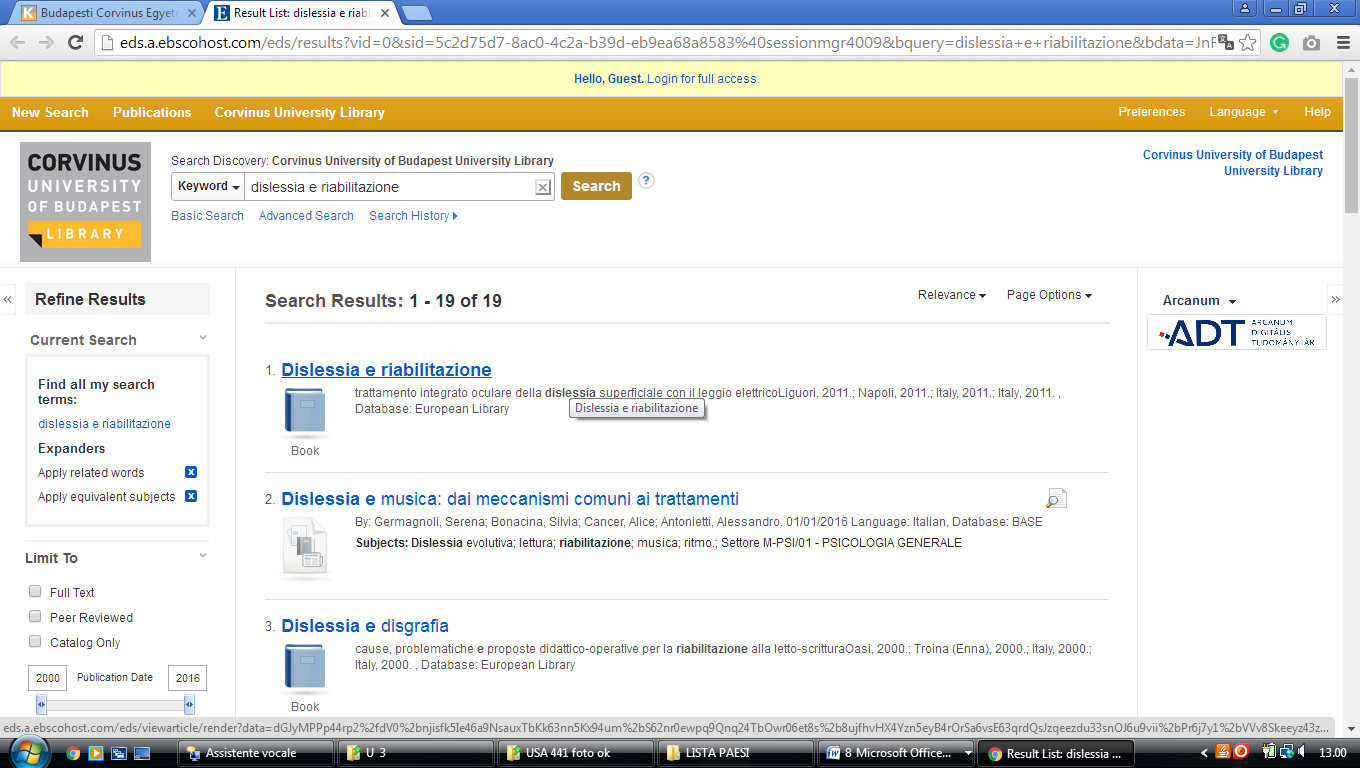 Budapesti Corvinus Egyete
Result List: dislessia e riabi
eds.a.ebscohost.com/eds/results?vid=0&sid=5c2d75d7-8ac0-4c2a-b39d-eb9ea68a8583%40sessionmgr4009&bquery=dislessia+e+riabilitazione&bdata=JnF
Hello, Guest. Login for full access.
New Search Publications Corvinus University Library Preferences Language Help
CORVINUS
UNIVERSITY
OF BUDAPEST
LIBRARY
Search Discovery: Corvinus University of Budapest University Library
Keyword dislessia e riabilitazione Search ?
Basic Search Advanced Search Search History
Corvinus University of Budapest
University Library
Refine Results
Current Search
Find all my search
terms:
dislessia e riabilitazione
Expanders
Apply related words
Apply equivalent subjects
Limit To
Full Text
Peer Reviewed
Catalog Only
2000 Publication Date 2016
Search Results: 1 - 19 of 19
Relevance Page Options
1. Dislessia e riabilitazione
trattamento integrato oculare della dislessia superficiale con il leggio elettricoLiguori, 2011.; Napoli, 2011.; Italy, 2011.; Italy, 2011. ,
Database: European Library
Dislessia e riabilitazione
Book
2. Dislessia e musica: dai meccanismi comuni ai trattamenti
By: Germagnoli, Serena; Bonacina, Silvia; Cancer, Alice; Antonietti, Alessandro. 01/01/2016 Language: Italian, Database: BASE
Subjects: Dislessia evolutiva; lettura; riabilitazione; musica; ritmo.; Settore M-PSI/01 - PSICOLOGIA GENERALE
3. Dislessia e disgrafia
cause, problematiche e proposte didattico-operative per la riabilitazione alla letto-scritturaOasi, 2000.; Troina (Enna), 2000.; Italy, 2000.;
Italy, 2000. , Database: European Library
Book
Arcanum
ADT
ARCANUM
DIGITÁLIS
TUDOMÁNYTÁR
Assistente vocale
U 3
USA 441 foto ok
LISTA PAESI
8 Microsoft Office...
Result List: dislessia ...
13.00